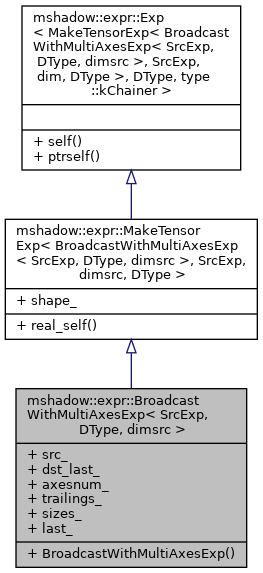 mshadow::expr::Exp
< MakeTensorExp< Broadcast
WithMultiAxesExp< SrcExp,
DType, dimsrc >, SrcExp,
dim, DType >, DType, type
::kChainer >
+ self()
+ ptrself()
mshadow::expr::MakeTensor
Exp< BroadcastWithMultiAxesExp
< SrcExp, DType, dimsrc >, SrcExp,
dimsrc, DType >
+ shape_
+ real_self()
mshadow::expr::Broadcast
WithMultiAxesExp< SrcExp,
DType, dimsrc >
+ src_
+ dst_last_
+ axesnum_
+ trailings_
+ sizes_
+ last_
+ BroadcastWithMultiAxesExp()